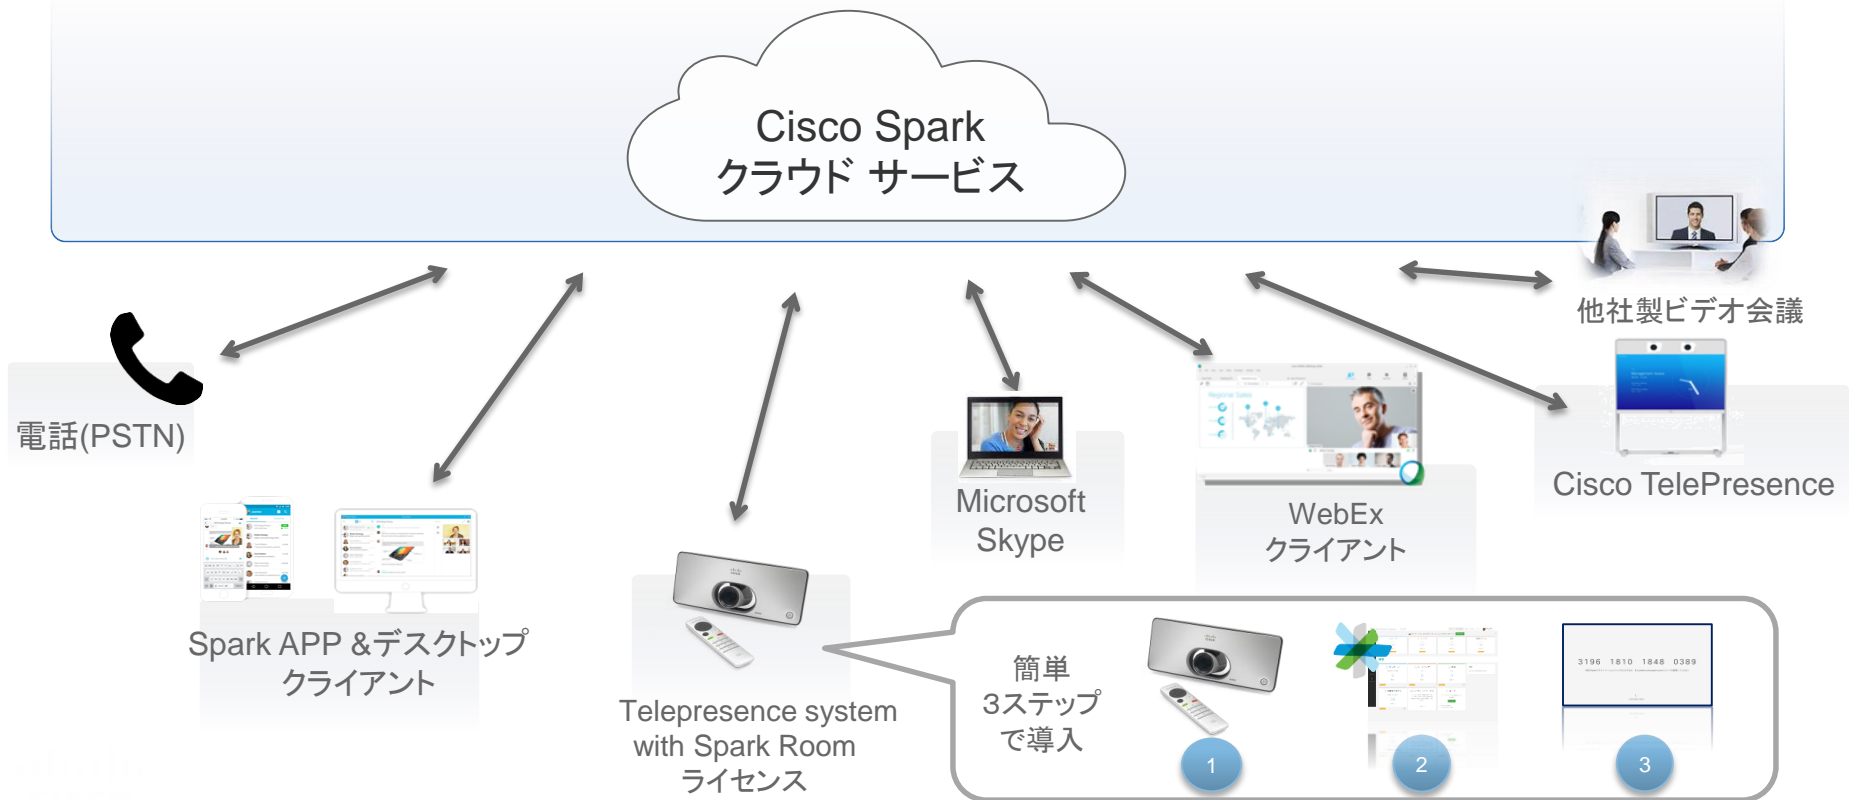 Cisco Spark
クラウド サービス
他社製ビデオ会議
電話(PSTN)
Cisco TelePresence
Microsoft
Skype
WebEx
クライアント
Regional Sales
Spark APP &デスクトップ
クライアント
Telepresence system
with Spark Room
ライセンス
簡単
3ステップ
で導入
3196 1810 1848 0389
1
2
3